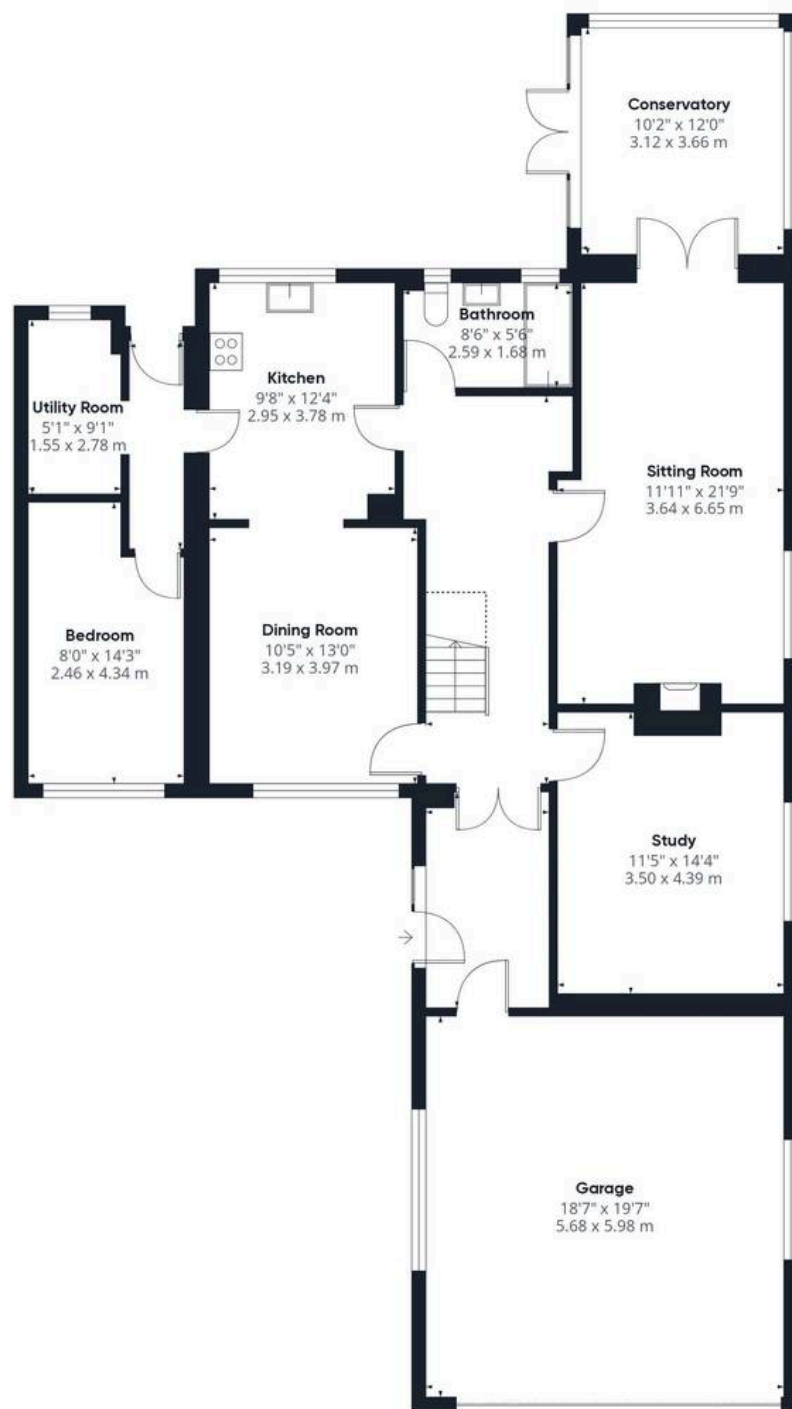 Conservatory
10'2" x 12'0"
3.12 x 3.66 m
Bathroom
8'6" x 5'6"
2.59 x 1.68 m
Kitchen
9'8" x 12'4"
2.95 x 3.78 m
Utility Room
5'1" x 9'1"
1.55 x 2.78 m
Sitting Room
11'11" x 21'9"
3.64 x 6.65 m
Bedroom
8'0" x 14'3"
2.46 x 4.34 m
Dining Room
10'5" x 13'0"
3.19 x 3.97 m
Study
11'5" x 14'4"
3.50 x 4.39 m
Garage
18'7" x 19'7"
5.68 x 5.98 m